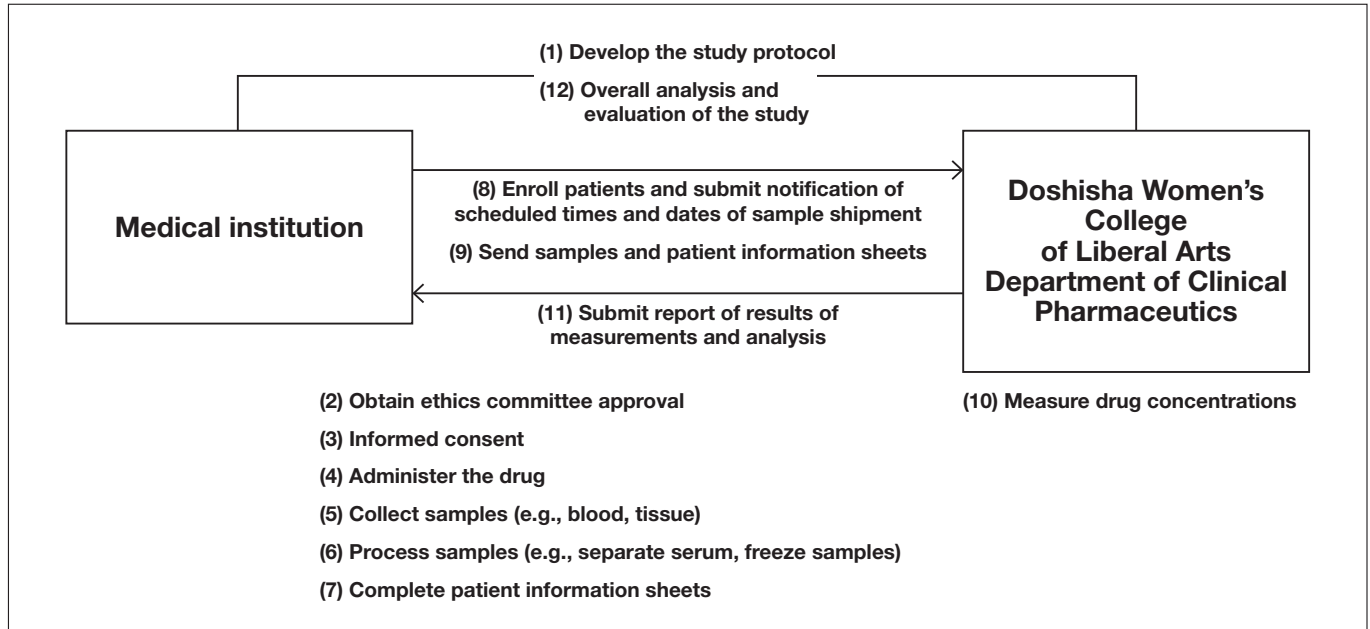 (1) Develop the study protocol
(12) Overall analysis and
evaluation of the study
Medical institution
(8) Enroll patients and submit notification of
scheduled times and dates of sample shipment
(9) Send samples and patient information sheets
(11) Submit report of results of
measurements and analysis
Doshisha Women’s
College
of Liberal Arts
Department of Clinical
Pharmaceutics
(2) Obtain ethics committee approval
(3) Informed consent
(4) Administer the drug
(5) Collect samples (e.g., blood, tissue)
(6) Process samples (e.g., separate serum, freeze samples)
(7) Complete patient information sheets
(10) Measure drug concentrations